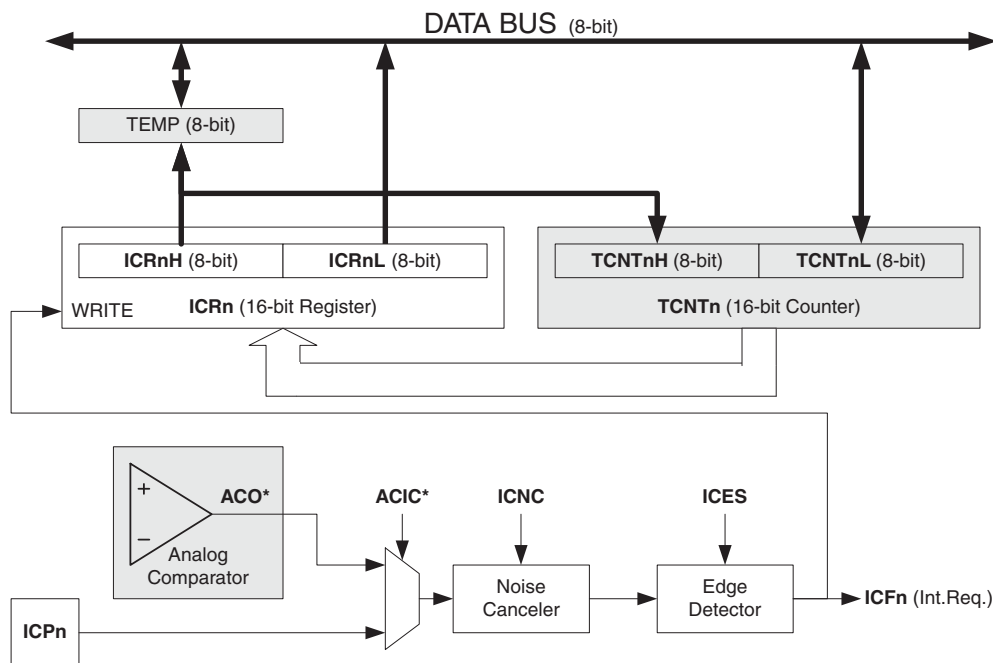 DATA BUS (8-bit)
TEMP (8-bit)
ICRnH (8-bit)
ICRnL (8-bit)
TCNTnH (8-bit)
TCNTnL (8-bit)
WRITE
ICRn (16-bit Register)
TCNTn (16-bit Counter)
+
−
ACO*
Analog
Comparator
ACIC*
ICNC
ICES
Noise
Canceler
Edge
Detector
ICFn (Int.Req.)
ICPn